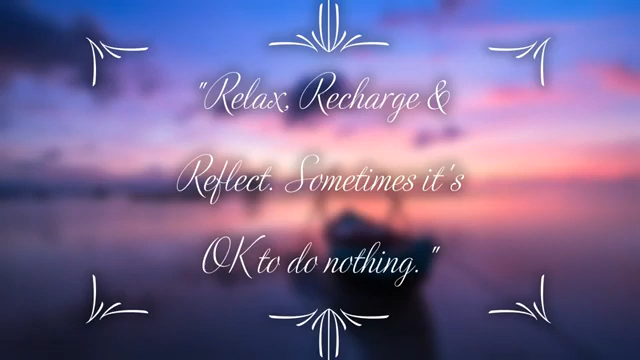 "Relax, Recharge &
Reflect. Sometimes it's
OK to do nothing."